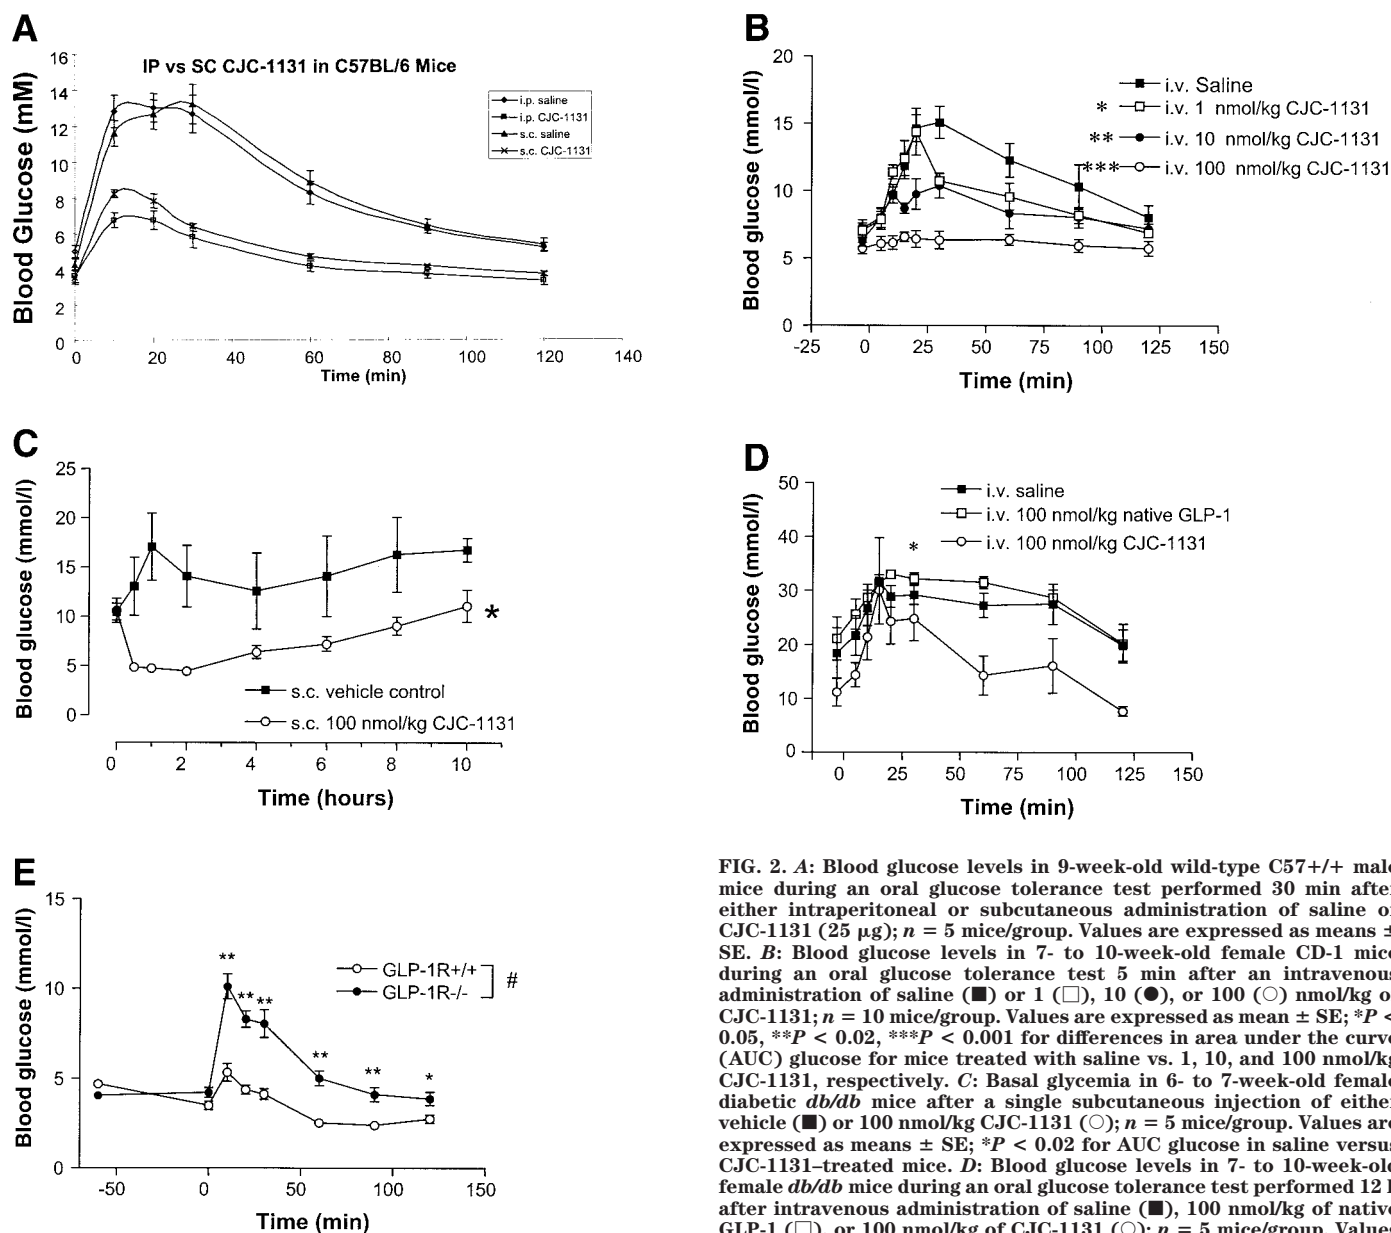 A
IP vs SC CJC-1131 in C57BL/6 Mice
Blood Glucose (mM)
16
14
12
10
8
6
4
2
0
0 20 40 60 80 100 120 140
Time (min)
i.p. saline
i.p. CJC-1131
s.c. saline
s.c. CJC-1131
B
Blood glucose (mmol/l)
20
15
10
5
0
-25 0 25 50 75 100 125 150
Time (min)
i.v. Saline
* i.v. 1 nmol/kg CJC-1131
** i.v. 10 nmol/kg CJC-1131
*** i.v. 100 nmol/kg CJC-1131
C
Blood glucose (mmol/l)
25
20
15
10
5
0
*
s.c. vehicle control
s.c. 100 nmol/kg CJC-1131
0 2 4 6 8 10
Time (hours)
D
Blood glucose (mmol/l)
50
40
30
20
10
0
i.v. saline
i.v. 100 nmol/kg native GLP-1
i.v. 100 nmol/kg CJC-1131
*
0 25 50 75 100 125 150
Time (min)
E
Blood glucose (mmol/l)
15
10
5
0
** ** ** ** ** *
GLP-1R+/+
GLP-1R-/-
#
-50 0 50 100 150
Time (min)
FIG. 2. A: Blood glucose levels in 9-week-old wild-type C57+/+ male
mice during an oral glucose tolerance test performed 30 min after
either intraperitoneal or subcutaneous administration of saline or
CJC-1131 (25 μg); n = 5 mice/group. Values are expressed as means ±
SE. B: Blood glucose levels in 7- to 10-week-old female CD-1 mice
during an oral glucose tolerance test 5 min after an intravenous
administration of saline (■) or 1 (□), 10 (●), or 100 (○) nmol/kg of
CJC-1131; n = 10 mice/group. Values are expressed as mean ± SE; *P <
0.05, **P < 0.02, ***P < 0.001 for differences in area under the curve
(AUC) glucose for mice treated with saline vs. 1, 10, and 100 nmol/kg
CJC-1131, respectively. C: Basal glycemia in 6- to 7-week-old female
diabetic db/db mice after a single subcutaneous injection of either
vehicle (■) or 100 nmol/kg CJC-1131 (○); n = 5 mice/group. Values are
expressed as means ± SE; *P < 0.02 for AUC glucose in saline versus
CJC-1131–treated mice. D: Blood glucose levels in 7- to 10-week-old
female db/db mice during an oral glucose tolerance test performed 12 h
after intravenous administration of saline (■), 100 nmol/kg of native
GLP-1 (□), or 100 nmol/kg of CJC-1131 (○); n = 5 mice/group. Values